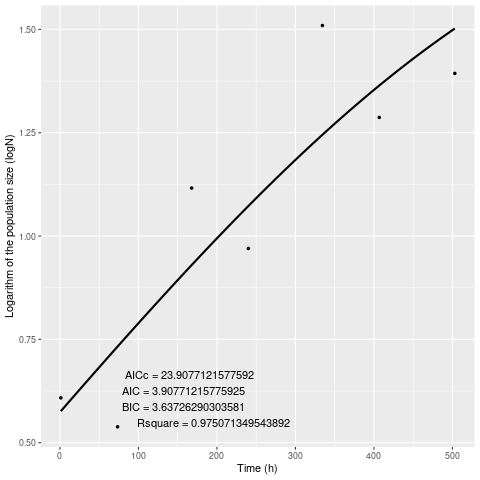 1.50
1.25
1.00
0.75
0.50
Logarithm of the population size (logN)
AICc = 23.9077121577592
AIC = 3.90771215775925
BIC = 3.63726290303581
Rsquare = 0.975071349543892
0 100 200 300 400 500
Time (h)